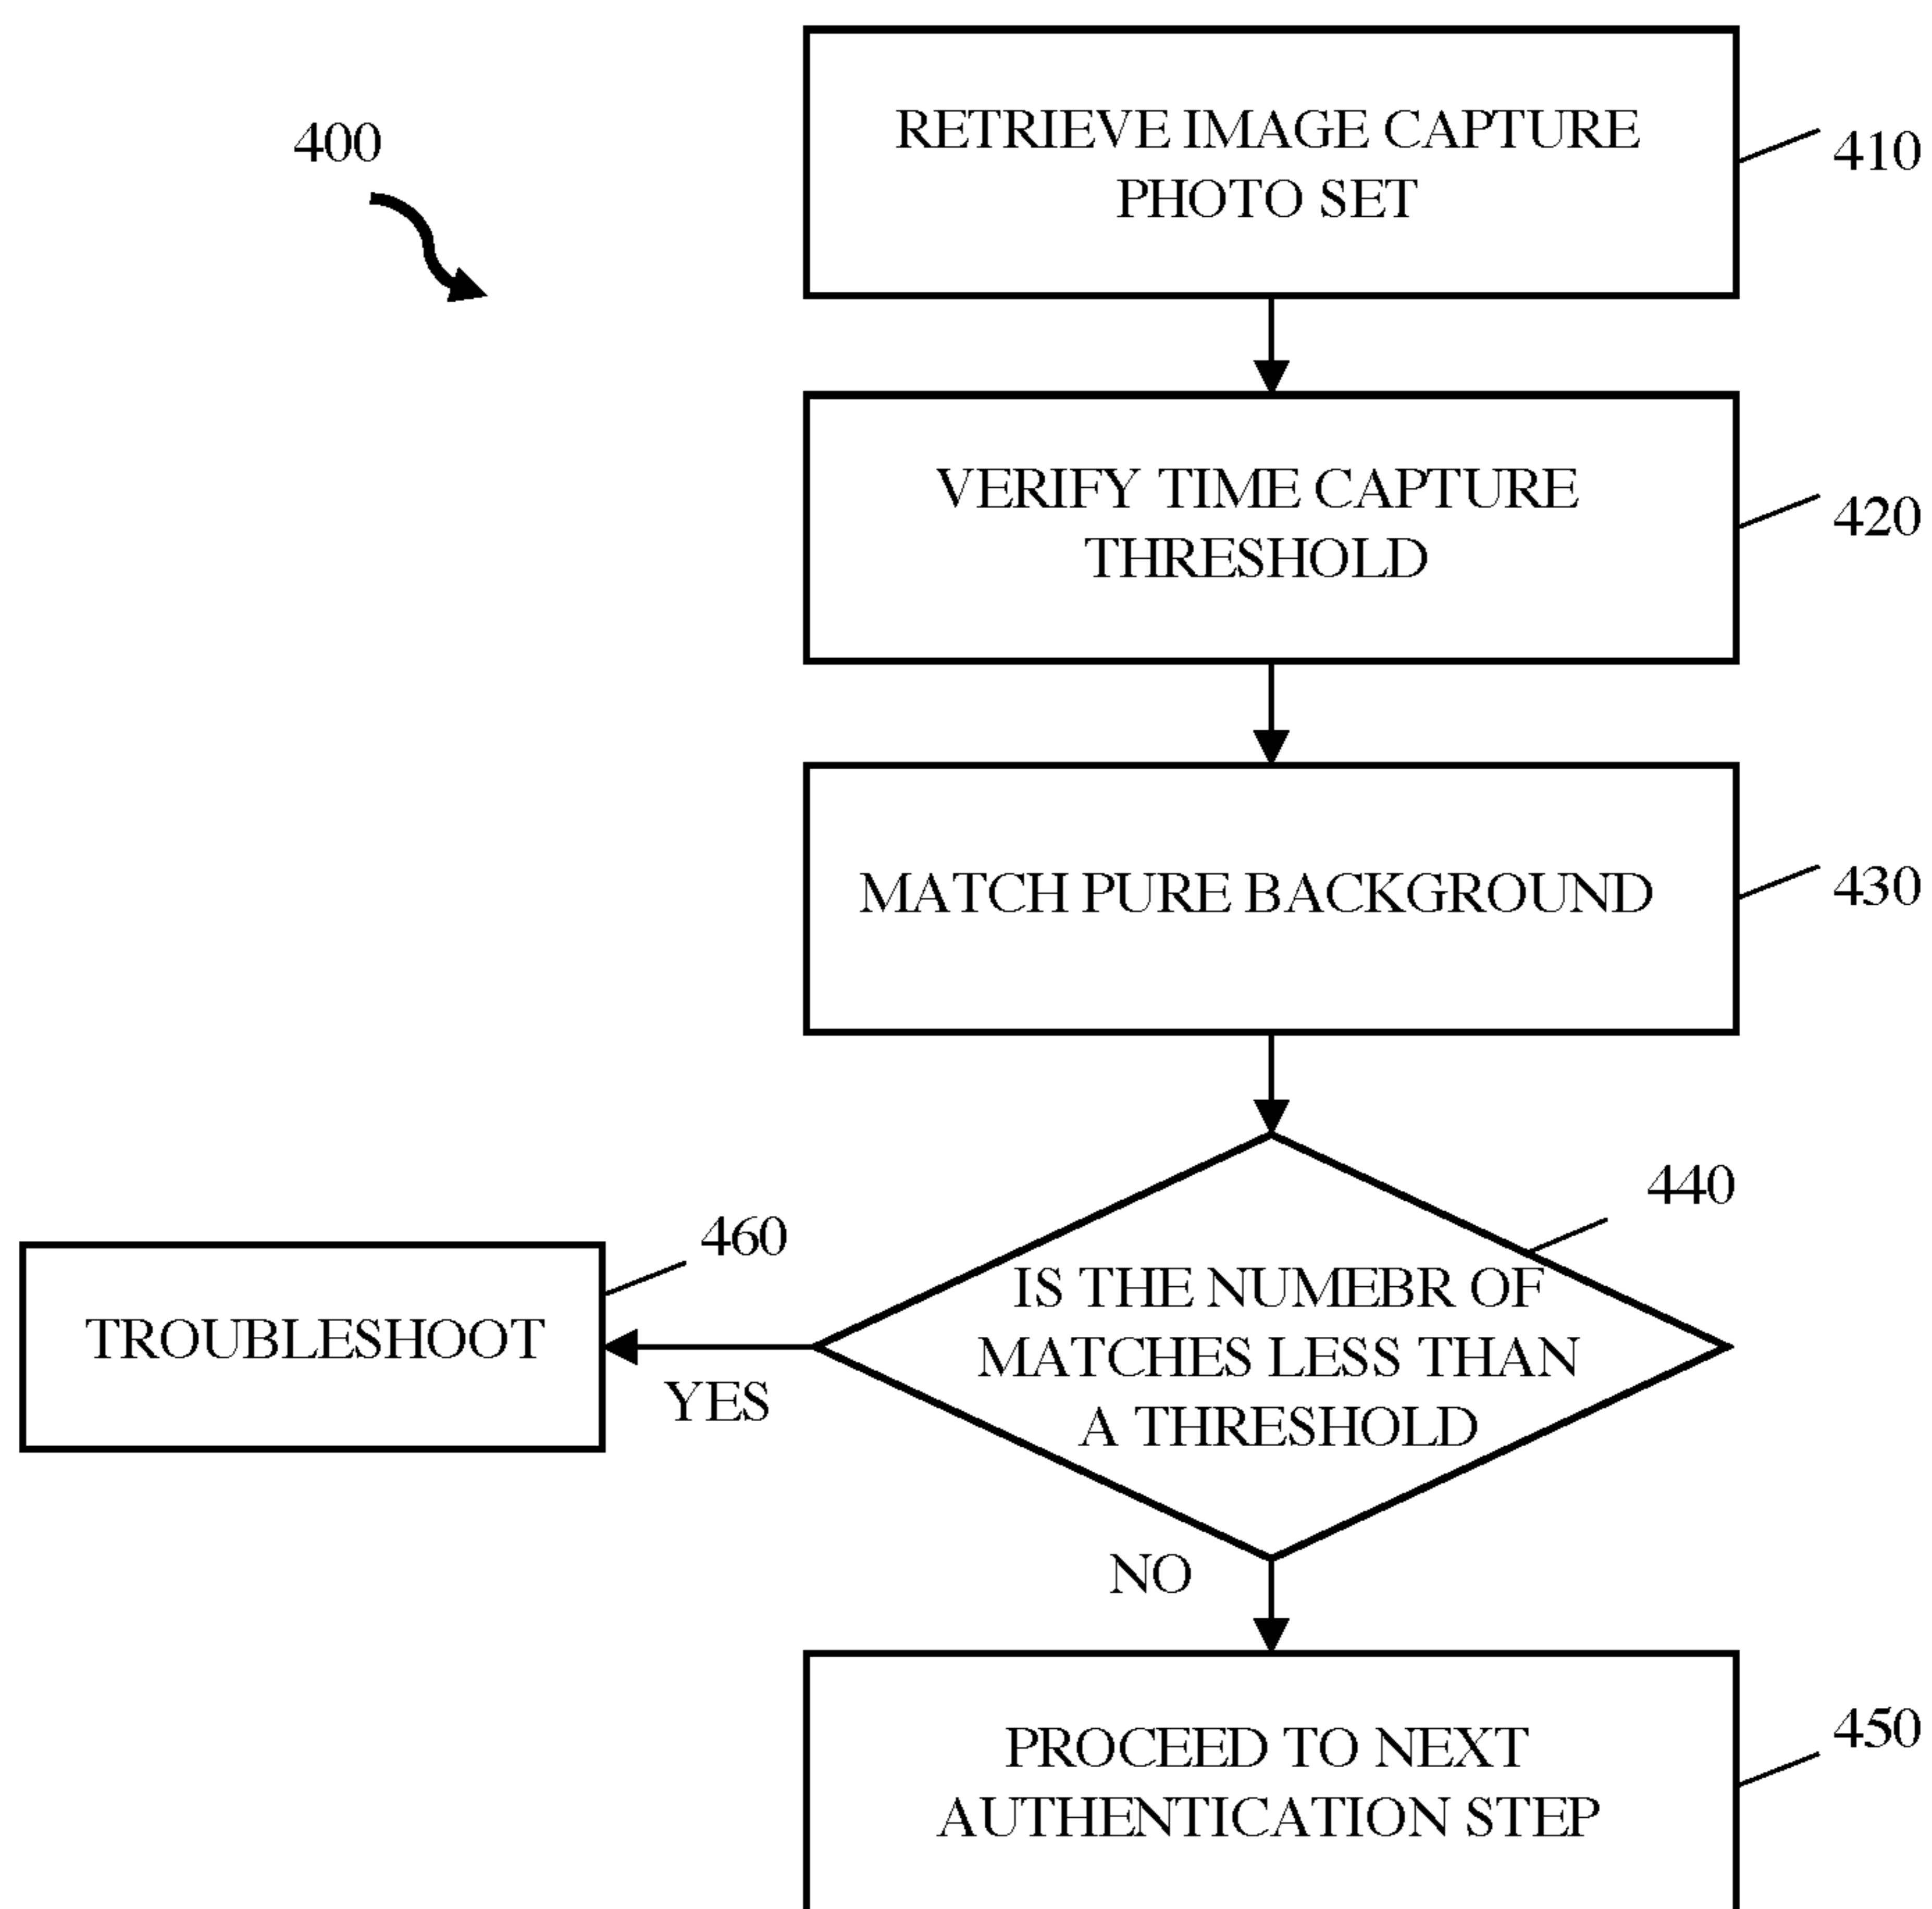 400
RETRIEVE IMAGE CAPTURE
PHOTO SET
410
VERIFY TIME CAPTURE
THRESHOLD
420
MATCH PURE BACKGROUND
430
440
IS THE NUMEBR OF
MATCHES LESS THAN
A THRESHOLD
460
TROUBLESHOOT
YES
NO
PROCEED TO NEXT
AUTHENTICATION STEP
450